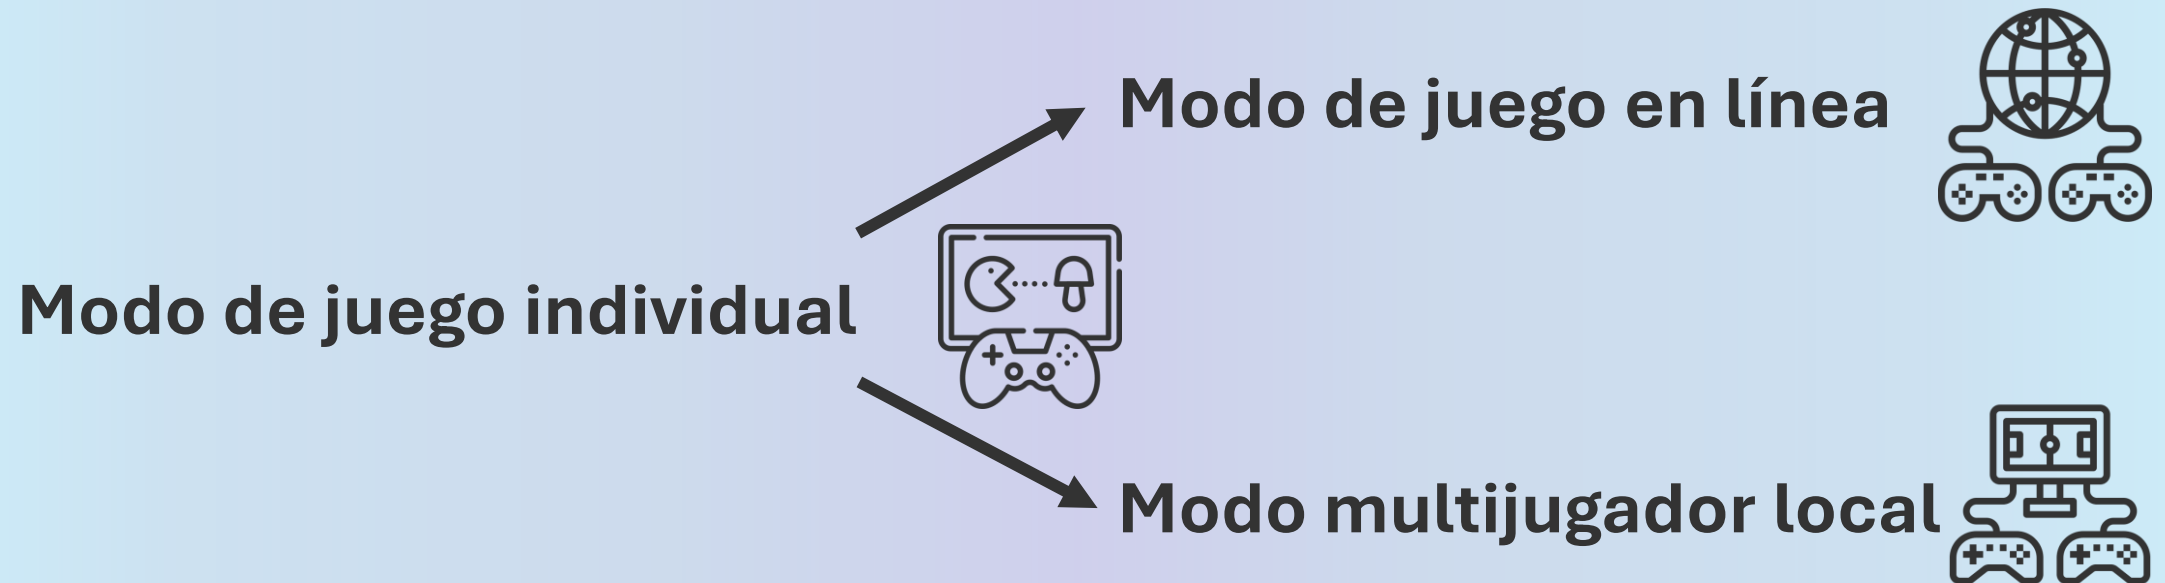 Modo de juego en línea
Modo de juego individual
Modo multijugador local